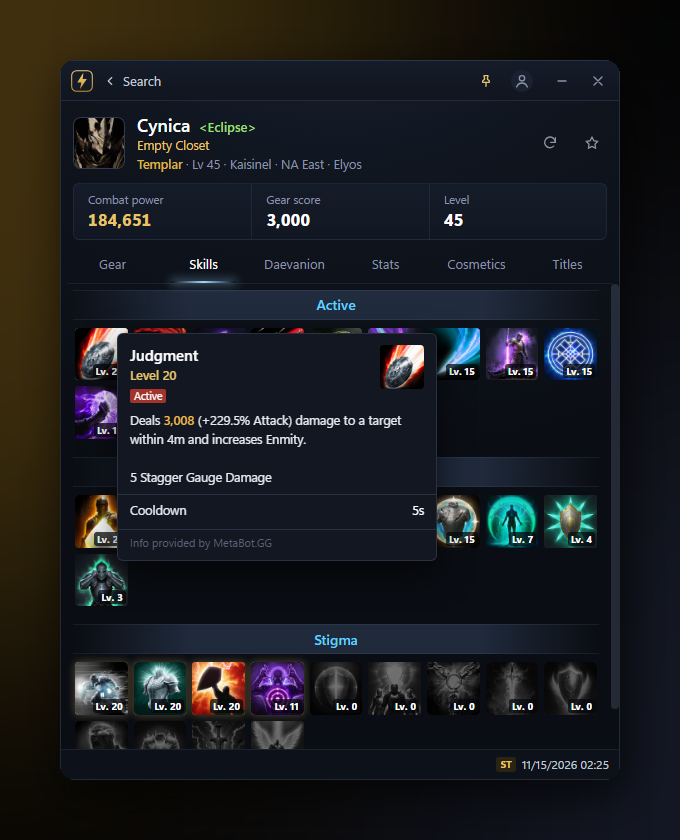 Search
Cynica <Eclipse>
Empty Closet
Templar · Lv 45 · Kaisinel · NA East · Elyos
Combat power
184,651
Gear score
3,000
Level
45
Gear
Skills
Daevanion
Stats
Cosmetics
Titles
Active
Lv. 2
Lv. 15
Lv. 15
Lv. 15
Lv. 1
Judgment
Level 20
Active
Deals 3,008 (+229.5% Attack) damage to a target
within 4m and increases Enmity.
5 Stagger Gauge Damage
Cooldown 5s
Info provided by MetaBot.GG
Lv. 2
Lv. 15
Lv. 7
Lv. 4
Lv. 3
Stigma
Lv. 20
Lv. 20
Lv. 20
Lv. 11
Lv. 0
Lv. 0
Lv. 0
Lv. 0
Lv. 0
ST 11/15/2026 02:25